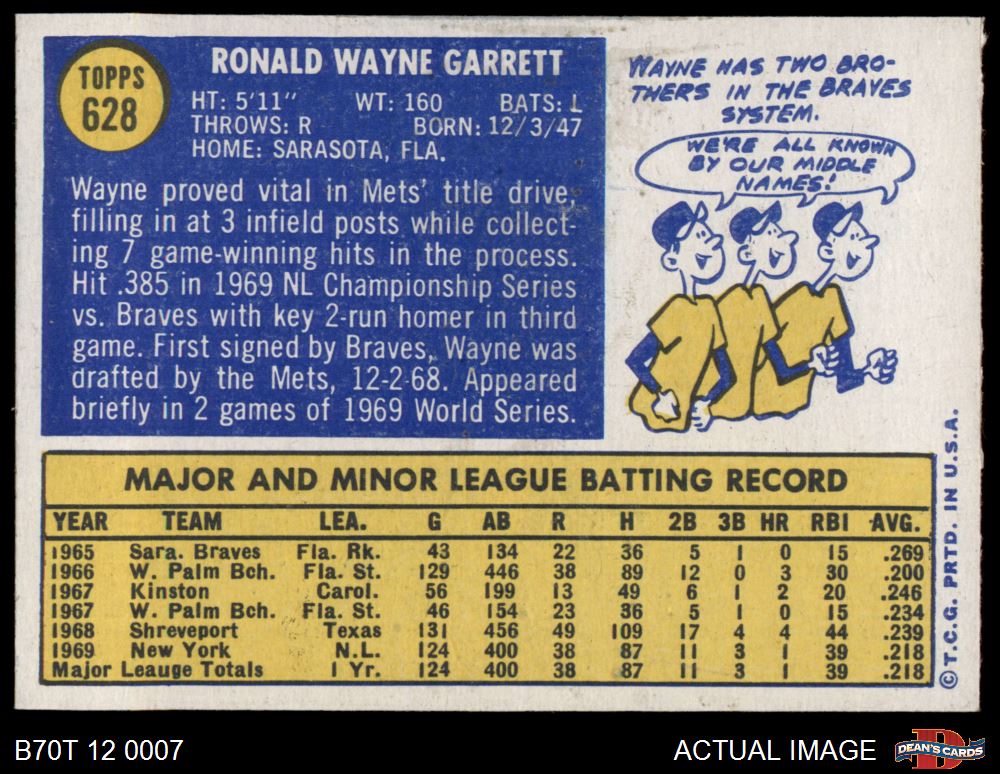 TOPPS
628
RONALD WAYNE GARRETT
HT: 5'11" WT: 160 BATS: L
THROWS: R BORN: 12/3/47
HOME: SARASOTA, FLA.
Wayne proved vital in Mets' title drive,
filling in at 3 infield posts while collect-
ing 7 game-winning hits in the process.
Hit .385 in 1969 NL Championship Series
vs. Braves with key 2-run homer in third
game. First signed by Braves, Wayne was
drafted by the Mets, 12-2-68. Appeared
briefly in 2 games of 1969 World Series.
WAYNE HAS TWO BRO-
THERS IN THE BRAVES
SYSTEM.
WE'RE ALL KNOWN
BY OUR MIDDLE
NAMES!
MAJOR AND MINOR LEAGUE BATTING RECORD
YEAR TEAM LEA. G AB R H 2B 3B HR RBI AVG.
1965 Sara. Braves Fla. Rk. 43 134 22 36 5 1 0 15 .269
1966 W. Palm Bch. Fla. St. 129 446 38 89 12 0 3 30 .200
1967 Kinston Carol. 56 199 13 49 6 1 2 20 .246
1967 W. Palm Bch. Fla. St. 46 154 23 36 5 1 0 15 .234
1968 Shreveport Texas 131 456 49 109 17 4 4 44 .239
1969 New York N.L. 124 400 38 87 11 3 1 39 .218
Major Leauge Totals 1 Yr. 124 400 38 87 11 3 1 39 .218
©T.C.G. PRTD. IN U.S.A.
B70T 12 0007
ACTUAL IMAGE
DEAN'S CARDS